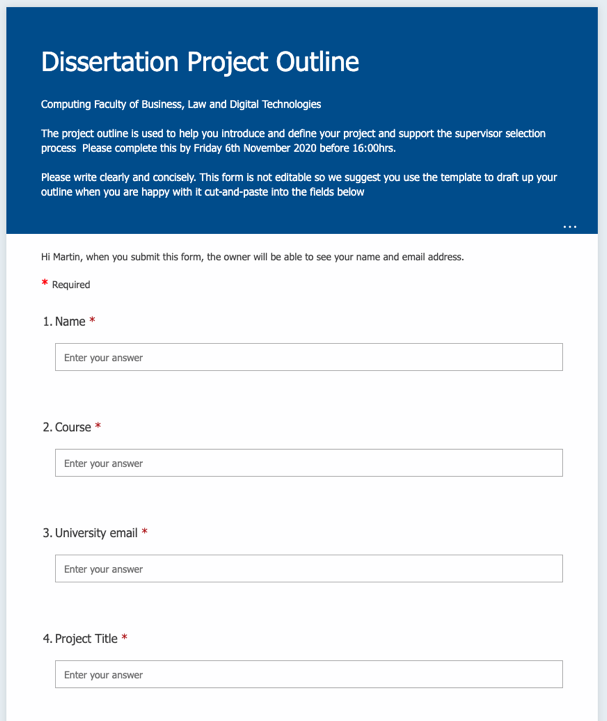 Dissertation Project Outline
Computing Faculty of Business, Law and Digital Technologies
The project outline is used to help you introduce and define your project and support the supervisor selection
process  Please complete this by Friday 6th November 2020 before 16:00hrs.
Please write clearly and concisely. This form is not editable so we suggest you use the template to draft up your
outline when you are happy with it cut-and-paste into the fields below
...
Hi Martin, when you submit this form, the owner will be able to see your name and email address.
* Required
1. Name *
Enter your answer
2. Course *
Enter your answer
3. University email *
Enter your answer
4. Project Title *
Enter your answer